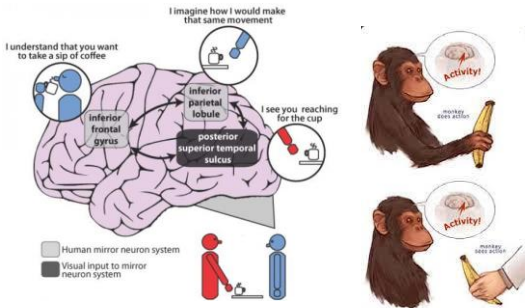 I imagine how I would make
that same movement
I understand that you want
to take a sip of coffee
inferior
parietal
lobule
inferior
frontal
gyrus
I see you reaching
for the cup
posterior
superior temporal
sulcus
Human mirror neuron system
Visual input to mirror
neuron system
Activity!
monkey
does action
Activity!
monkey
does action